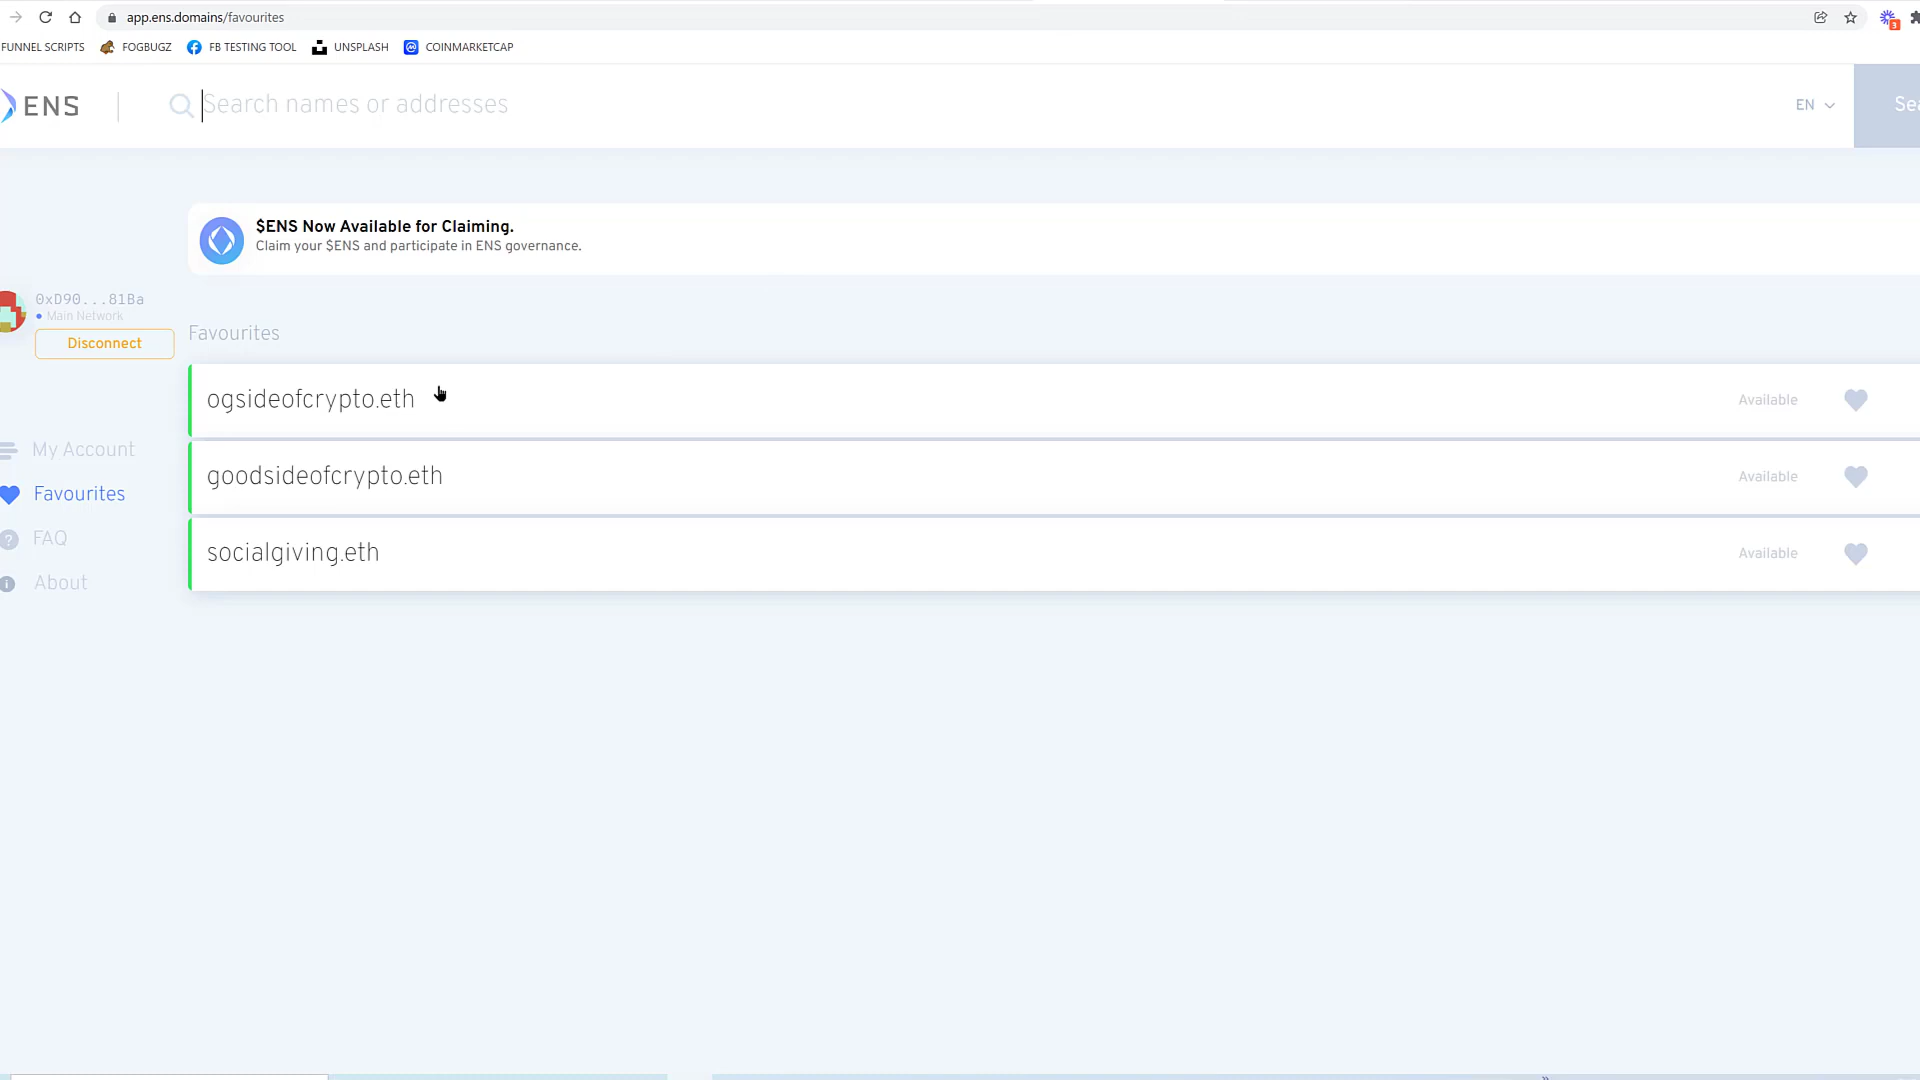 app.ens.domains/favourites
3
FUNNEL SCRIPTS FOGBUGZ FB TESTING TOOL UNSPLASH COINMARKETCAP
ENS Search names or addresses EN
$ENS Now Available for Claiming.
Claim your $ENS and participate in ENS governance.
0xD90...81Ba
Main Network
Disconnect
My Account
Favourites
FAQ
About
Favourites
ogsideofcrypto.eth Available
goodsideofcrypto.eth Available
socialgiving.eth Available